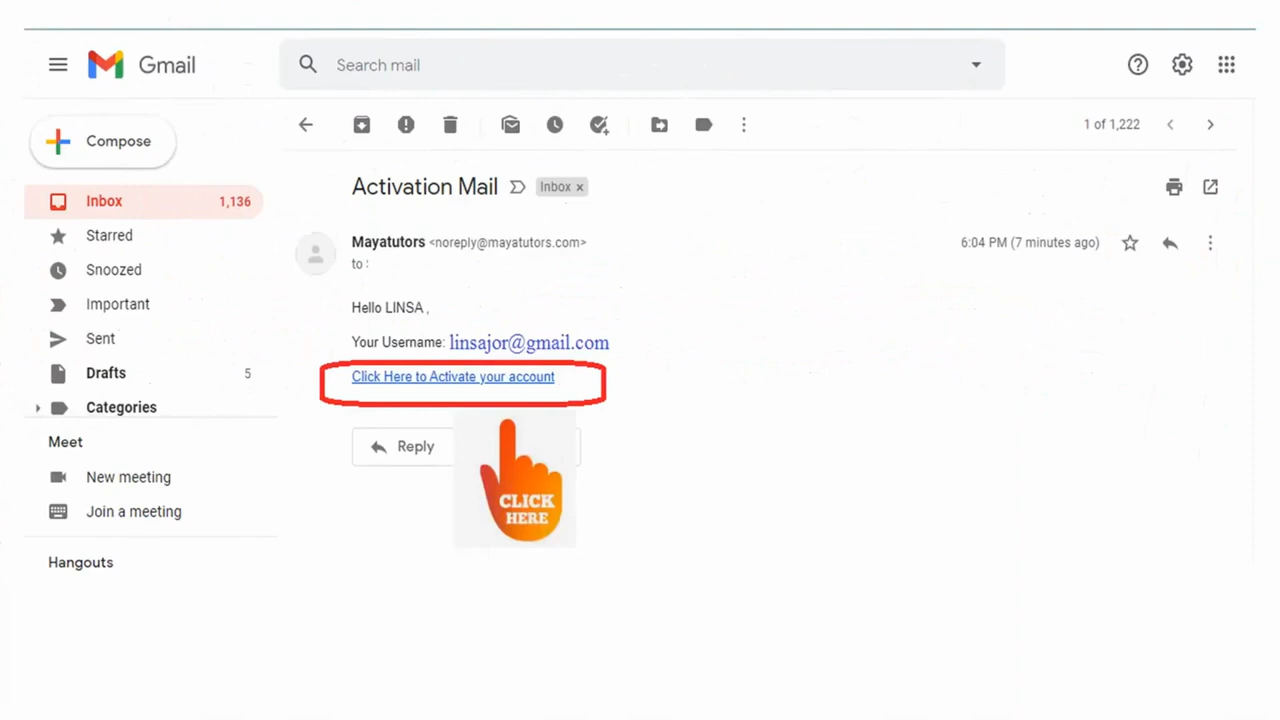 Gmail
Search mail
Compose
1 of 1,222
Inbox 1,136
Starred
Snoozed
Important
Sent
Drafts 5
Categories
Meet
New meeting
Join a meeting
Hangouts
Activation Mail
Inbox ×
Mayatutors <noreply@mayatutors.com>
6:04 PM (7 minutes ago)
to :
Hello LINSA ,
Your Username: linsajor@gmail.com
Click Here to Activate your account
Reply
CLICK
HERE